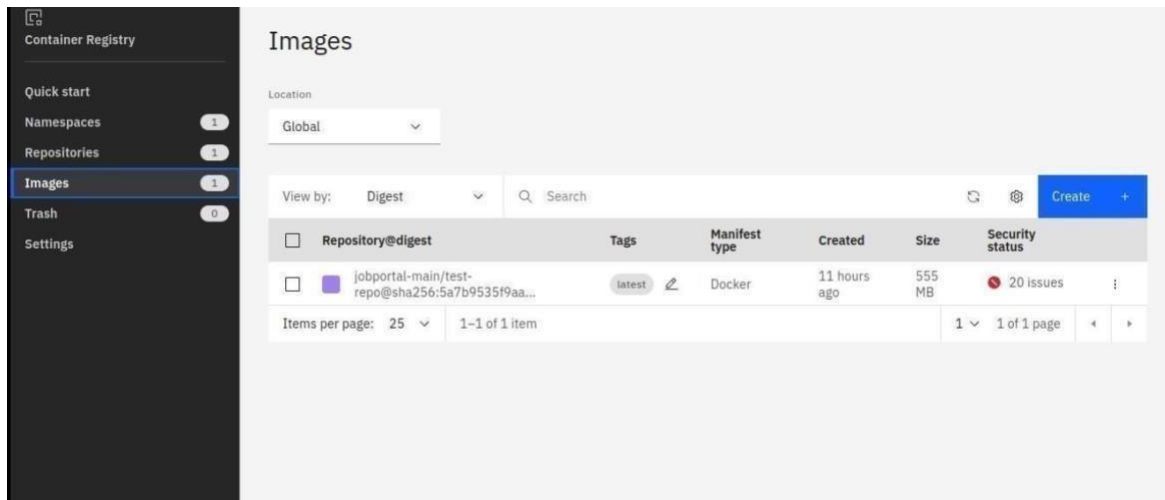 Container Registry
Quick start
Namespaces 1
Repositories 1
Images 1
Trash 0
Settings
Images
Location
Global
View by: Digest Search Create +
Repository@digest Tags Manifest type Created Size Security status
jobportal-main/test-
repo@sha256:5a7b9535f9aa... latest Docker 11 hours ago 555 MB 20 issues
Items per page: 25 1–1 of 1 item 1 1 of 1 page